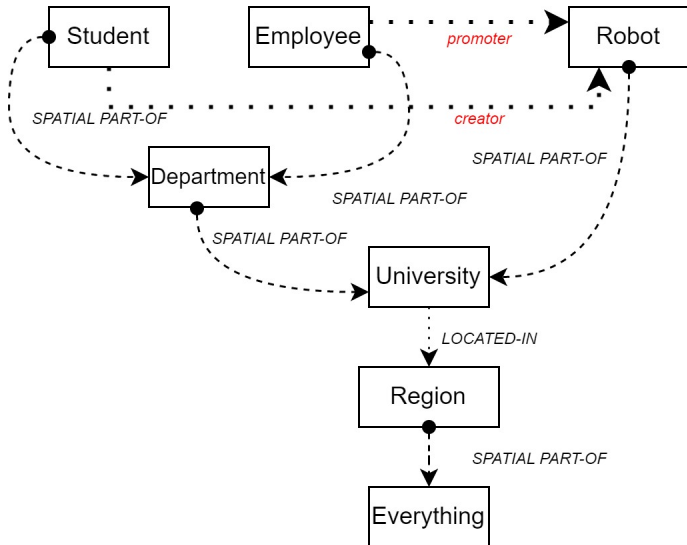 Student
Employee
Robot
promoter
SPATIAL PART-OF
creator
SPATIAL PART-OF
Department
SPATIAL PART-OF
SPATIAL PART-OF
University
LOCATED-IN
Region
SPATIAL PART-OF
Everything